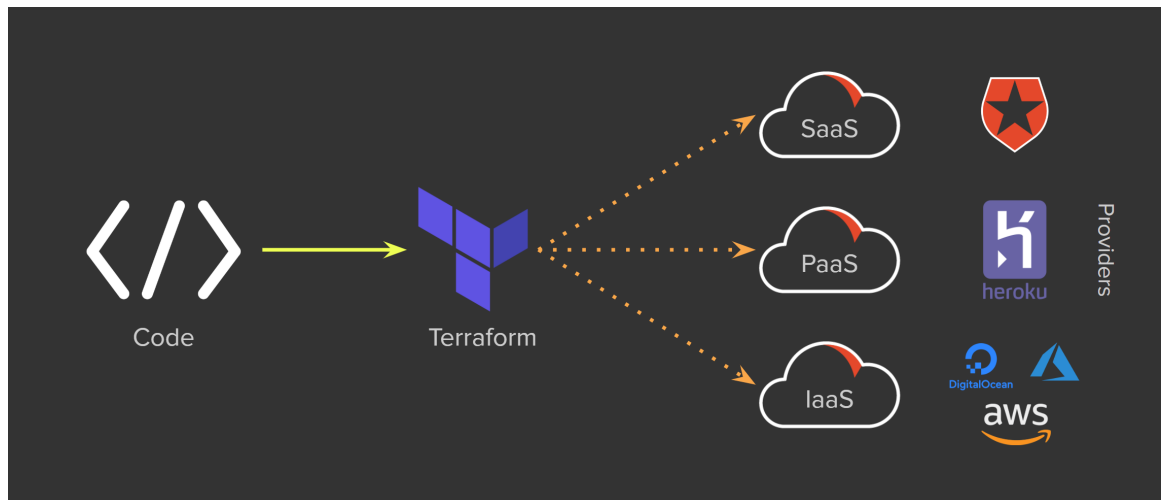 Code
Terraform
SaaS
PaaS
IaaS
heroku
DigitalOcean
aws
Providers